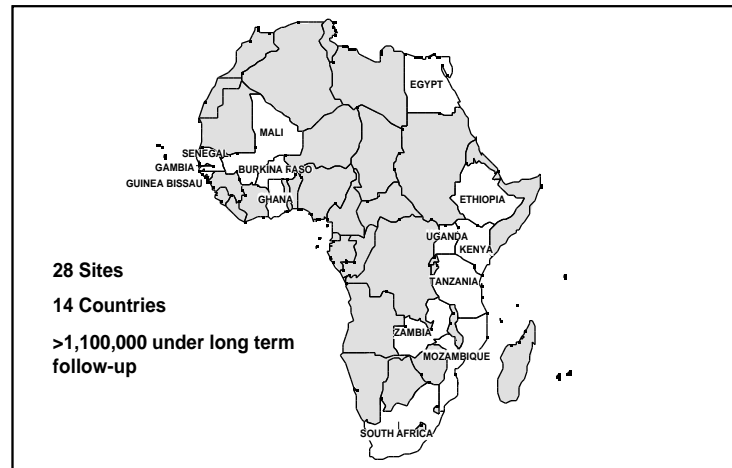 EGYPT
MALI
SENEGAL
GAMBIA
BURKINA FASO
GUINEA BISSAU
GHANA
ETHIOPIA
UGANDA
KENYA
TANZANIA
ZAMBIA
MOZAMBIQUE
SOUTH AFRICA
28 Sites
14 Countries
>1,100,000 under long term
follow-up